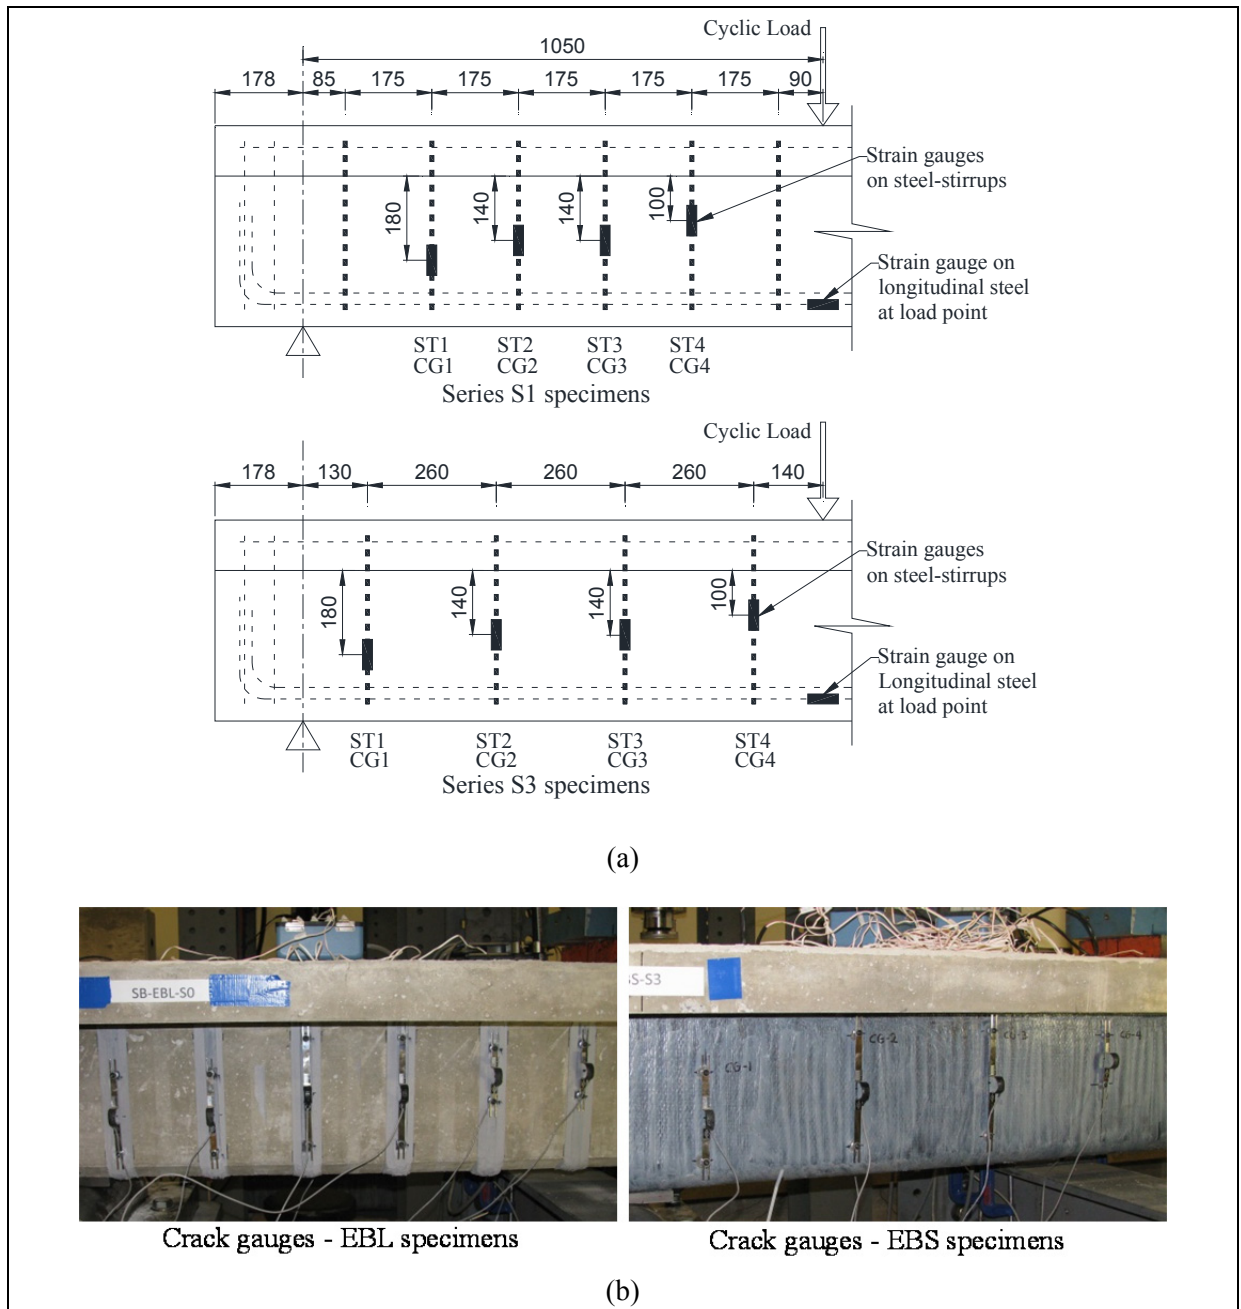 Cyclic Load
1050
178 85 175 175 175 175 175 90
Strain gauges
on steel-stirrups
180 140 140 100
Strain gauge on
longitudinal steel
at load point
ST1 ST2 ST3 ST4
CG1 CG2 CG3 CG4
Series S1 specimens
Cyclic Load
178 130 260 260 260 140
Strain gauges
on steel-stirrups
180 140 140 100
Strain gauge on
Longitudinal steel
at load point
ST1 ST2 ST3 ST4
CG1 CG2 CG3 CG4
Series S3 specimens
(a)
SB-EBL-S0
S-S3
CG-1 CG-2 CG-3 CG-4
Crack gauges - EBL specimens
Crack gauges - EBS specimens
(b)